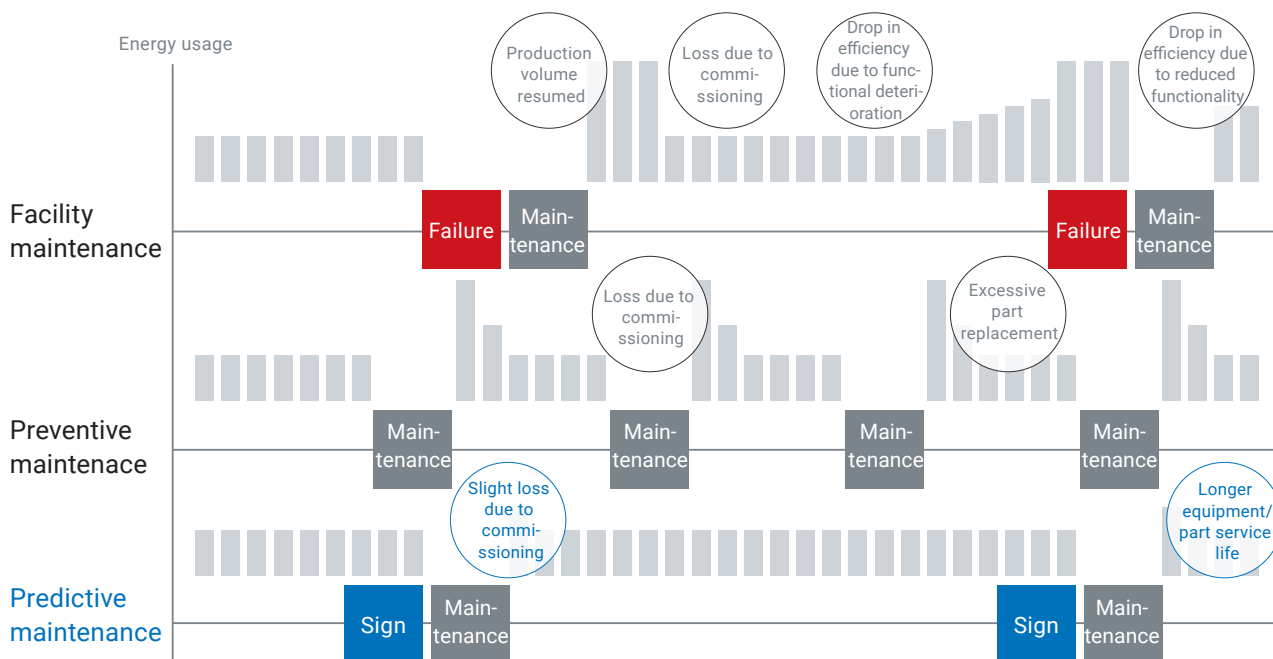 Energy usage
Production
volume
resumed
Loss due to
commi-
ssioning
Drop in
efficiency
due to func-
tional deteri-
oration
Drop in
efficiency due
to reduced
functionality
Facility
maintenance
Failure
Main-
tenance
Failure
Main-
tenance
Loss due to
commi-
ssioning
Excessive
part
replacement
Preventive
maintenace
Main-
tenance
Main-
tenance
Main-
tenance
Main-
tenance
Slight loss
due to
commi-
ssioning
Longer
equipment/
part service
life
Predictive
maintenance
Sign
Main-
tenance
Sign
Main-
tenance